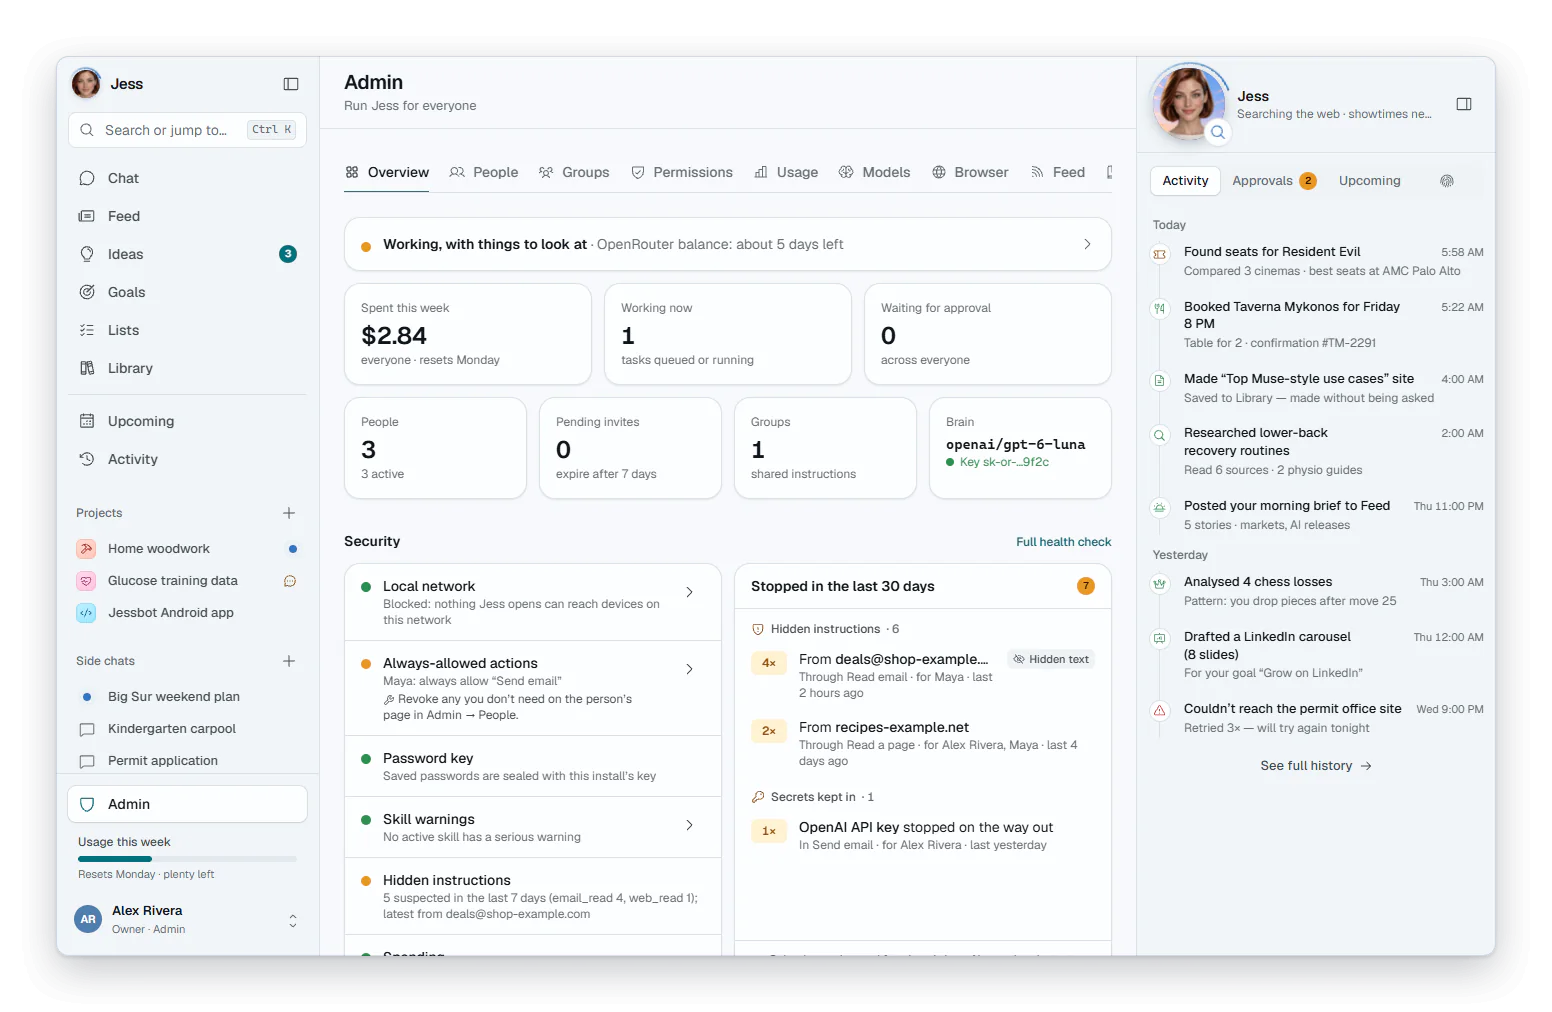 Jess
Search or jump to...
Ctrl K
Chat
Feed
Ideas
3
Goals
Lists
Library
Upcoming
Activity
Projects
Home woodwork
Glucose training data
Jessbot Android app
Side chats
Big Sur weekend plan
Kindergarten carpool
Permit application
Admin
Usage this week
Resets Monday · plenty left
AR
Alex Rivera
Owner · Admin
Admin
Run Jess for everyone
Overview
People
Groups
Permissions
Usage
Models
Browser
Feed
Working, with things to look at · OpenRouter balance: about 5 days left
Spent this week
$2.84
everyone · resets Monday
Working now
1
tasks queued or running
Waiting for approval
0
across everyone
People
3
3 active
Pending invites
0
expire after 7 days
Groups
1
shared instructions
Brain
openai/gpt-6-luna
Key sk-or-…9f2c
Security
Full health check
Local network
Blocked: nothing Jess opens can reach devices on
this network
Always-allowed actions
Maya: always allow “Send email”
Revoke any you don’t need on the person’s
page in Admin → People.
Password key
Saved passwords are sealed with this install’s key
Skill warnings
No active skill has a serious warning
Hidden instructions
5 suspected in the last 7 days (email_read 4, web_read 1);
latest from deals@shop-example.com
Spending
Stopped in the last 30 days
7
Hidden instructions · 6
4×
From deals@shop-example....
Hidden text
Through Read email · for Maya · last
2 hours ago
2×
From recipes-example.net
Through Read a page · for Alex Rivera, Maya · last 4
days ago
Secrets kept in · 1
1×
OpenAI API key stopped on the way out
In Send email · for Alex Rivera · last yesterday
Jess
Searching the web · showtimes ne...
Activity
Approvals
2
Upcoming
Today
Found seats for Resident Evil
5:58 AM
Compared 3 cinemas · best seats at AMC Palo Alto
Booked Taverna Mykonos for Friday
8 PM
5:22 AM
Table for 2 · confirmation #TM-2291
Made “Top Muse-style use cases” site
4:00 AM
Saved to Library — made without being asked
Researched lower-back
recovery routines
2:00 AM
Read 6 sources · 2 physio guides
Posted your morning brief to Feed
Thu 11:00 PM
5 stories · markets, AI releases
Yesterday
Analysed 4 chess losses
Thu 3:00 AM
Pattern: you drop pieces after move 25
Drafted a LinkedIn carousel
(8 slides)
Thu 12:00 AM
For your goal “Grow on LinkedIn”
Couldn’t reach the permit office site
Wed 9:00 PM
Retried 3× — will try again tonight
See full history →